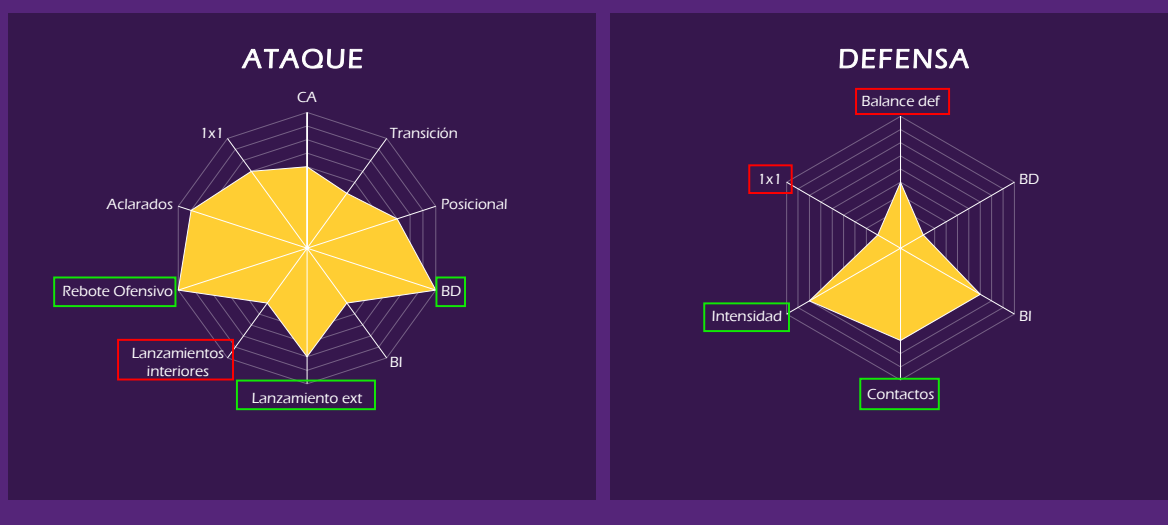 ATAQUE
CA
1x1
Transición
Aclarados
Posicional
Rebote Ofensivo
BD
Lanzamientos
interiores
BI
Lanzamiento ext
DEFENSA
Balance def
1x1
BD
Intensidad
BI
Contactos